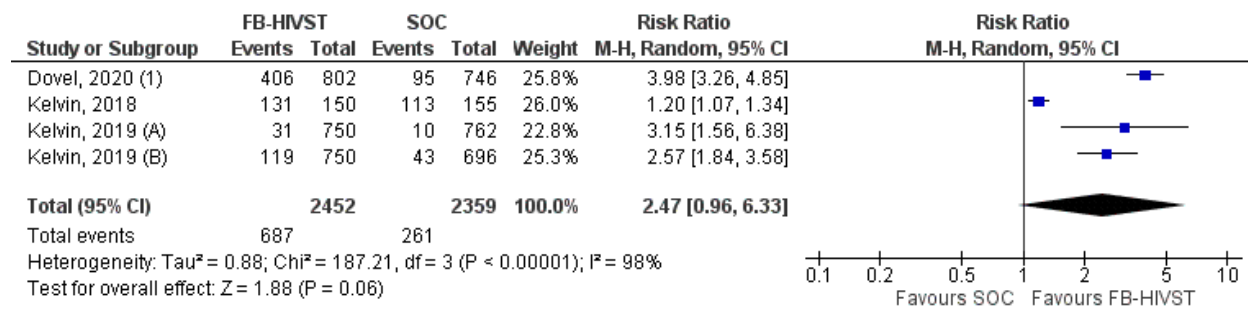 FB-HIVST SOC Risk Ratio Risk Ratio
Study or Subgroup Events Total Events Total Weight M-H, Random, 95% CI M-H, Random, 95% CI
Dovel, 2020 (1) 406 802 95 746 25.8% 3.98 [3.26, 4.85]
Kelvin, 2018 131 150 113 155 26.0% 1.20 [1.07, 1.34]
Kelvin, 2019 (A) 31 750 10 762 22.8% 3.15 [1.56, 6.38]
Kelvin, 2019 (B) 119 750 43 696 25.3% 2.57 [1.84, 3.58]
Total (95% CI) 2452 2359 100.0% 2.47 [0.96, 6.33]
Total events 687 261
Heterogeneity: Tau² = 0.88; Chi² = 187.21, df = 3 (P < 0.00001); I² = 98%
Test for overall effect: Z = 1.88 (P = 0.06)
0.1 0.2 0.5 1 2 5 10
Favours SOC Favours FB-HIVST